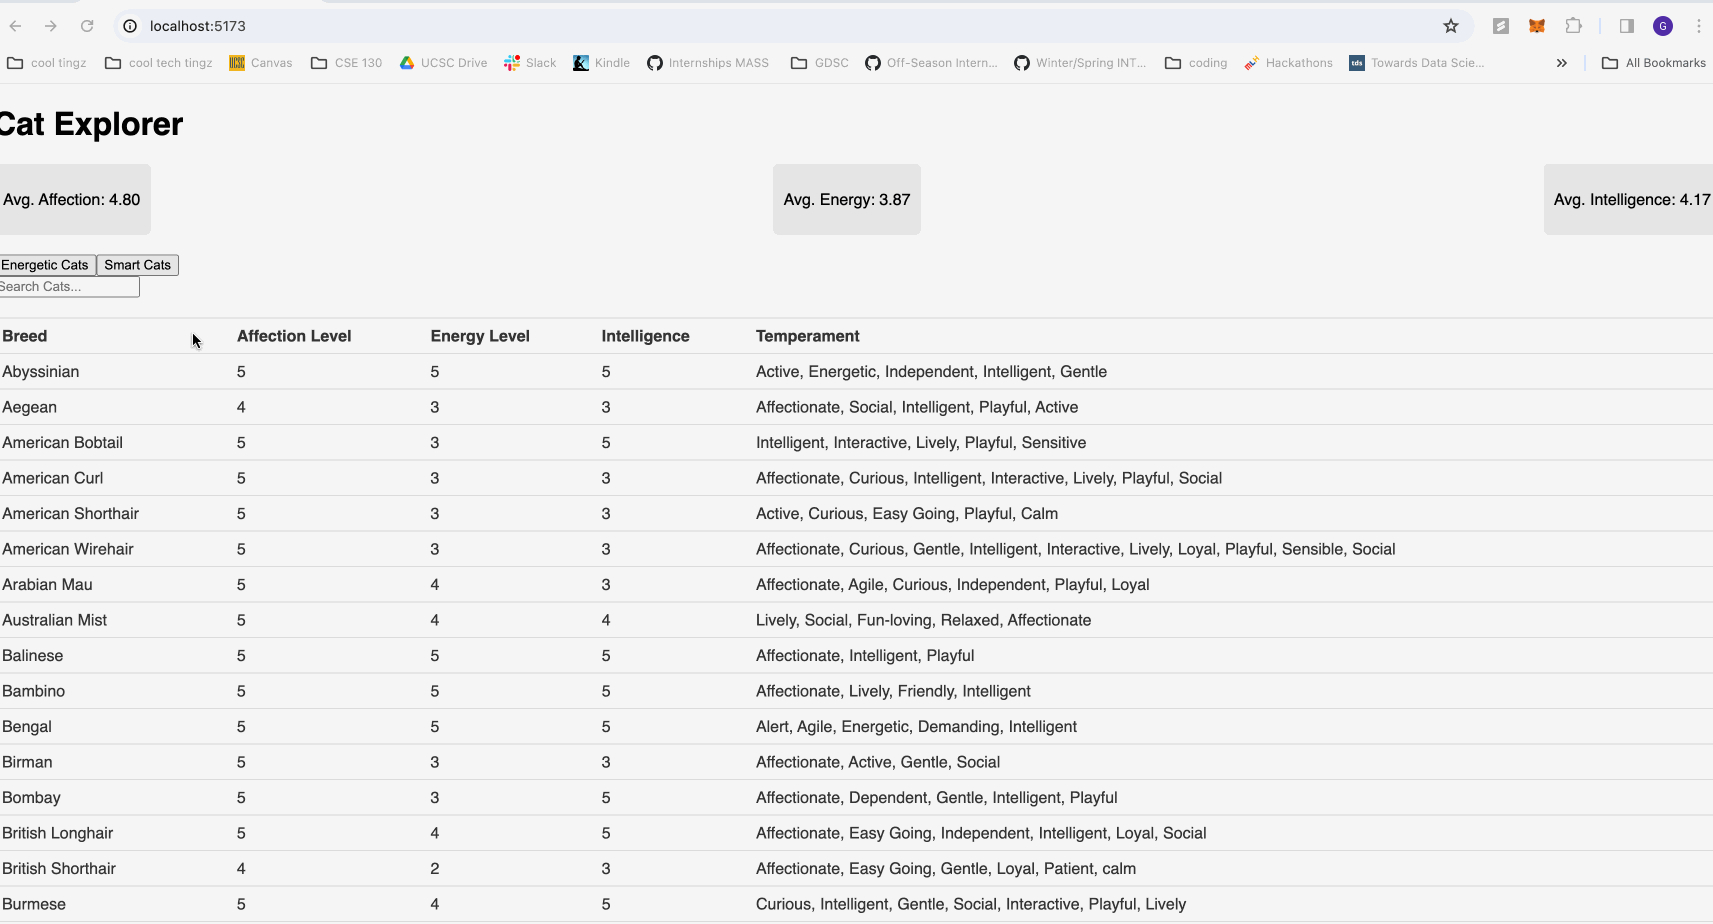 localhost:5173
G
cool tingz cool tech tingz Canvas CSE 130 UCSC Drive Slack Kindle Internships MASS GDSC Off-Season Intern... Winter/Spring INT... coding Hackathons tds Towards Data Scie... » All Bookmarks
Cat Explorer
Avg. Affection: 4.80 Avg. Energy: 3.87 Avg. Intelligence: 4.17
Energetic Cats Smart Cats
Search Cats...
Breed Affection Level Energy Level Intelligence Temperament
Abyssinian 5 5 5 Active, Energetic, Independent, Intelligent, Gentle
Aegean 4 3 3 Affectionate, Social, Intelligent, Playful, Active
American Bobtail 5 3 5 Intelligent, Interactive, Lively, Playful, Sensitive
American Curl 5 3 3 Affectionate, Curious, Intelligent, Interactive, Lively, Playful, Social
American Shorthair 5 3 3 Active, Curious, Easy Going, Playful, Calm
American Wirehair 5 3 3 Affectionate, Curious, Gentle, Intelligent, Interactive, Lively, Loyal, Playful, Sensible, Social
Arabian Mau 5 4 3 Affectionate, Agile, Curious, Independent, Playful, Loyal
Australian Mist 5 4 4 Lively, Social, Fun-loving, Relaxed, Affectionate
Balinese 5 5 5 Affectionate, Intelligent, Playful
Bambino 5 5 5 Affectionate, Lively, Friendly, Intelligent
Bengal 5 5 5 Alert, Agile, Energetic, Demanding, Intelligent
Birman 5 3 3 Affectionate, Active, Gentle, Social
Bombay 5 3 5 Affectionate, Dependent, Gentle, Intelligent, Playful
British Longhair 5 4 5 Affectionate, Easy Going, Independent, Intelligent, Loyal, Social
British Shorthair 4 2 3 Affectionate, Easy Going, Gentle, Loyal, Patient, calm
Burmese 5 4 5 Curious, Intelligent, Gentle, Social, Interactive, Playful, Lively